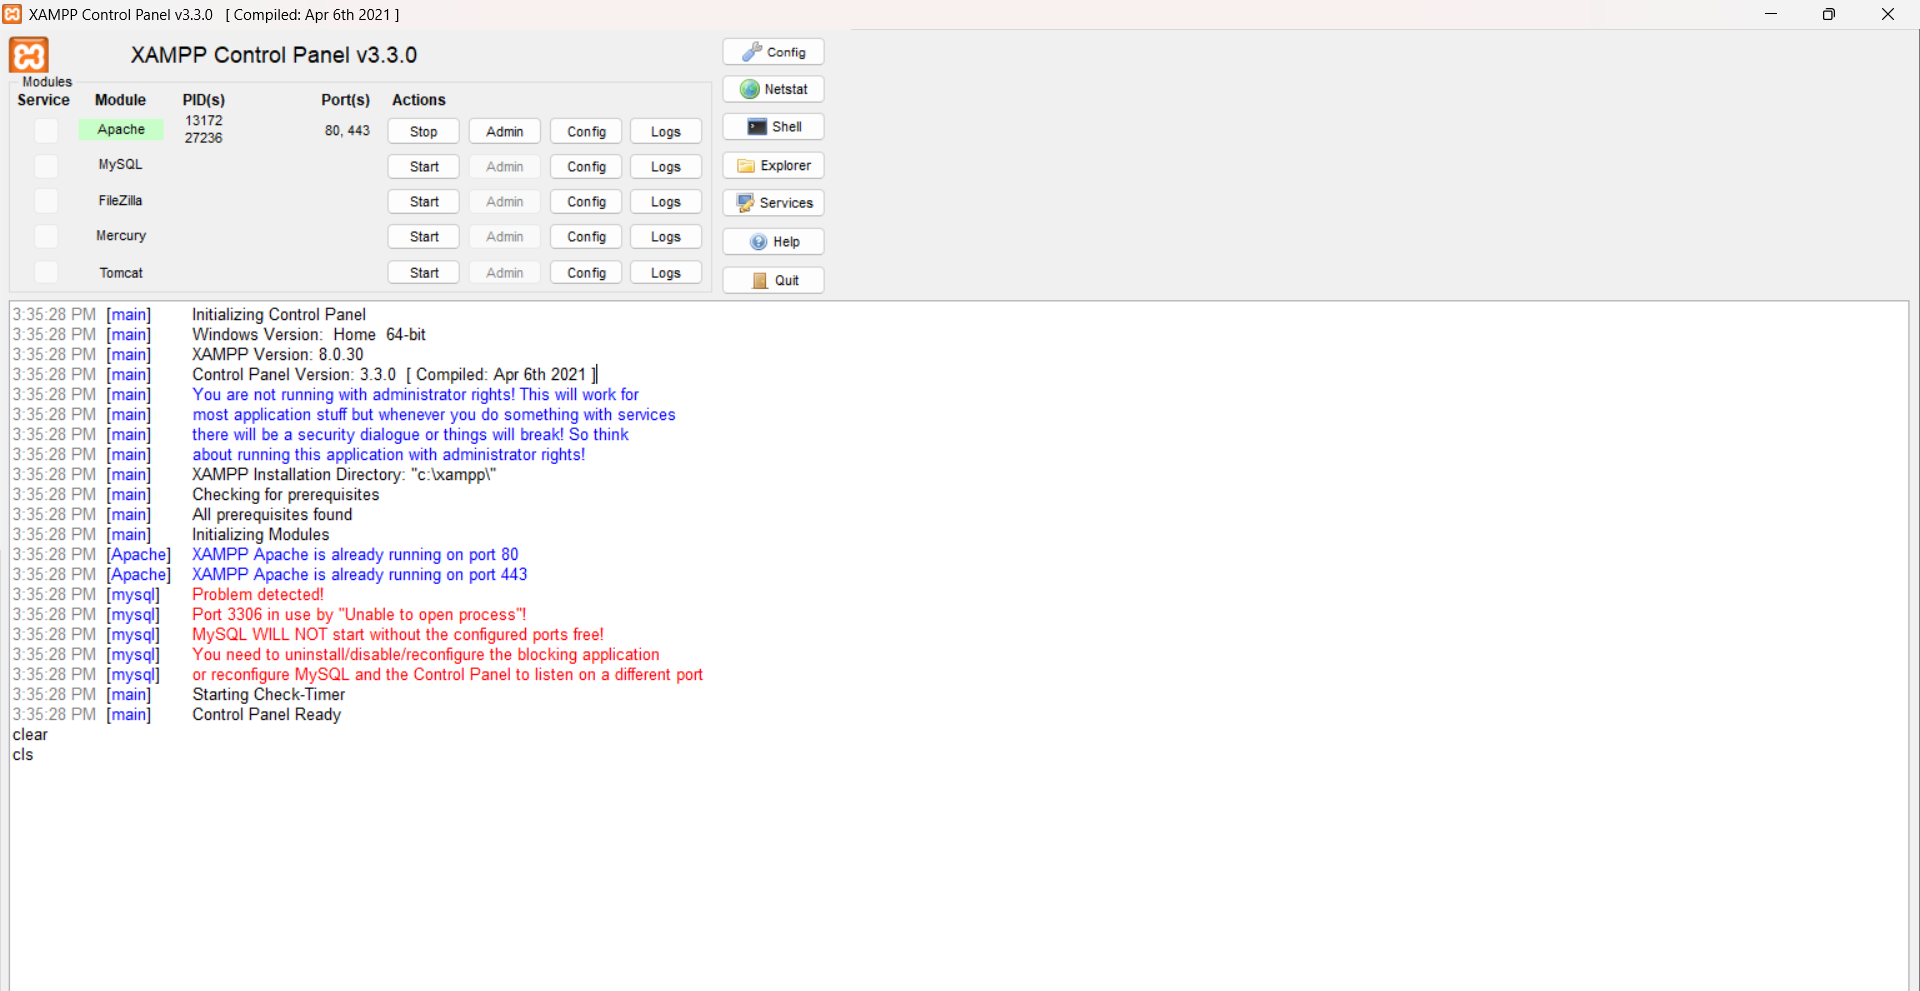 XAMPP Control Panel v3.3.0 [ Compiled: Apr 6th 2021 ]
XAMPP Control Panel v3.3.0
Config
Modules
Service Module PID(s) Port(s) Actions
Netstat
Apache 13172 27236 80, 443 Stop Admin Config Logs
Shell
MySQL Start Admin Config Logs
Explorer
FileZilla Start Admin Config Logs
Services
Mercury Start Admin Config Logs
Help
Tomcat Start Admin Config Logs
Quit
3:35:28 PM [main] Initializing Control Panel
3:35:28 PM [main] Windows Version: Home 64-bit
3:35:28 PM [main] XAMPP Version: 8.0.30
3:35:28 PM [main] Control Panel Version: 3.3.0 [ Compiled: Apr 6th 2021 ]
3:35:28 PM [main] You are not running with administrator rights! This will work for
3:35:28 PM [main] most application stuff but whenever you do something with services
3:35:28 PM [main] there will be a security dialogue or things will break! So think
3:35:28 PM [main] about running this application with administrator rights!
3:35:28 PM [main] XAMPP Installation Directory: "c:\xampp\"
3:35:28 PM [main] Checking for prerequisites
3:35:28 PM [main] All prerequisites found
3:35:28 PM [main] Initializing Modules
3:35:28 PM [Apache] XAMPP Apache is already running on port 80
3:35:28 PM [Apache] XAMPP Apache is already running on port 443
3:35:28 PM [mysql] Problem detected!
3:35:28 PM [mysql] Port 3306 in use by "Unable to open process"!
3:35:28 PM [mysql] MySQL WILL NOT start without the configured ports free!
3:35:28 PM [mysql] You need to uninstall/disable/reconfigure the blocking application
3:35:28 PM [mysql] or reconfigure MySQL and the Control Panel to listen on a different port
3:35:28 PM [main] Starting Check-Timer
3:35:28 PM [main] Control Panel Ready
clear
cls